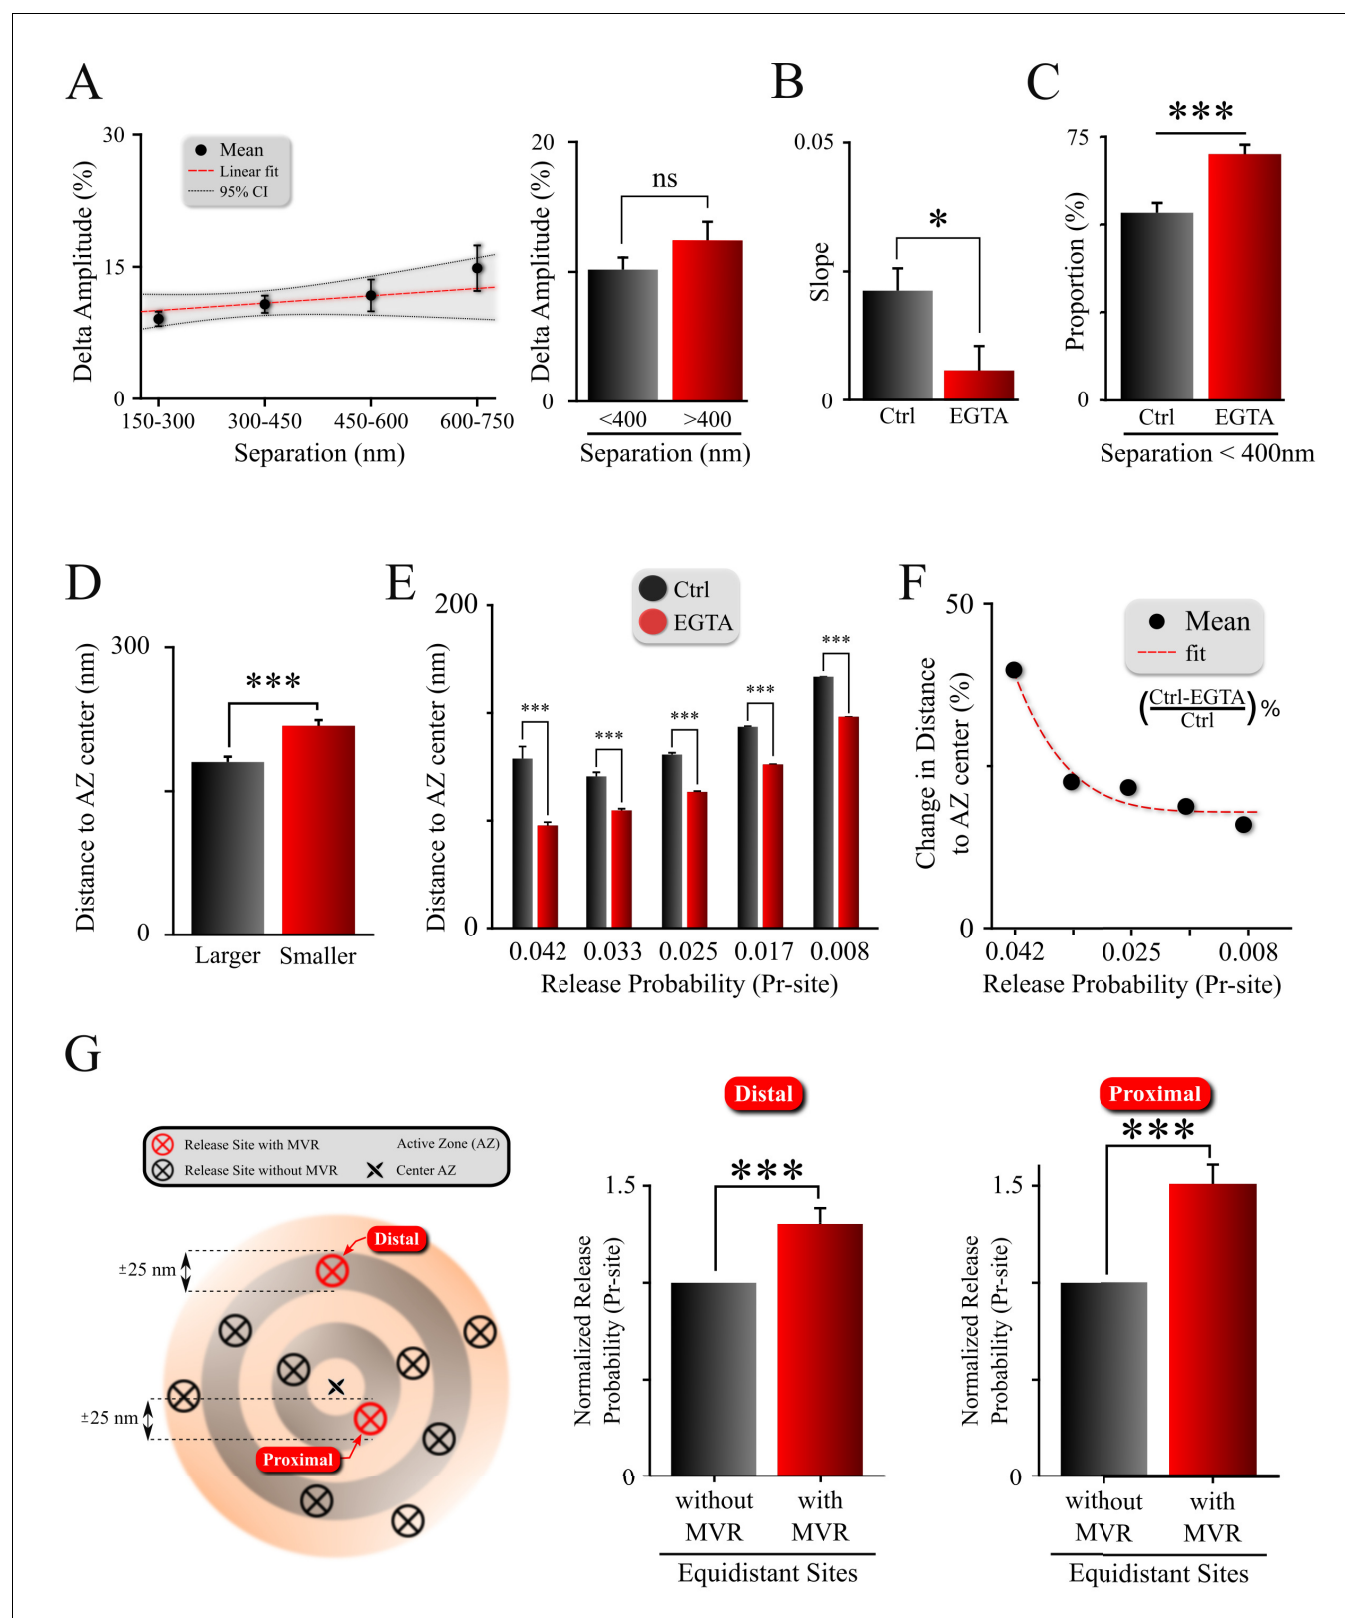 A
30
15
0
Delta Amplitude (%)
Mean
Linear fit
95% CI
150-300
300-450
450-600
600-750
Separation (nm)
20
0
Delta Amplitude (%)
ns
<400
>400
Separation (nm)
B
0.05
0
Slope
*
Ctrl
EGTA
C
75
0
Proportion (%)
***
Ctrl
EGTA
Separation < 400nm
D
300
0
Distance to AZ center (nm)
***
Larger
Smaller
E
200
0
Distance to AZ center (nm)
Ctrl
EGTA
***
***
***
***
***
0.042
0.033
0.025
0.017
0.008
Release Probability (Pr-site)
F
50
0
Change in Distance
to AZ center (%)
Mean
fit
(Ctrl-EGTA
Ctrl)%
0.042
0.025
0.008
Release Probability (Pr-site)
G
Release Site with MVR
Active Zone (AZ)
Release Site without MVR
Center AZ
Distal
±25 nm
±25 nm
Proximal
Distal
***
1.5
0
Normalized Release
Probability (Pr-site)
without
MVR
with
MVR
Equidistant Sites
Proximal
***
1.5
0
Normalized Release
Probability (Pr-site)
without
MVR
with
MVR
Equidistant Sites